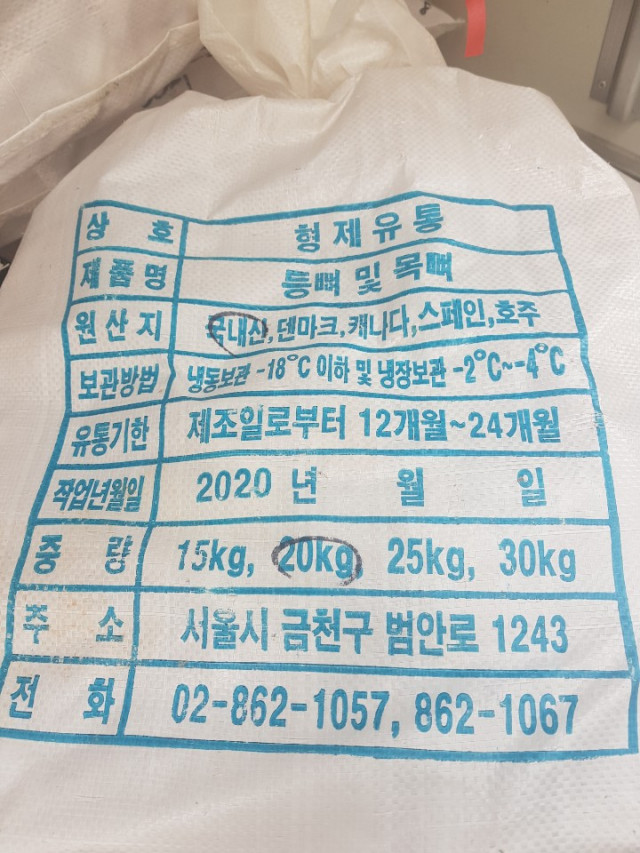 상 호 형제유통
제품명 등뼈 및 목뼈
원산지 국내산,덴마크,캐나다,스페인,호주
보관방법 냉동보관 -18°C 이하 및 냉장보관 -2°C~-4°C
유통기한 제조일로부터 12개월~24개월
작업년월일 2020 년 월 일
중 량 15kg, 20kg 25kg, 30kg
주 소 서울시 금천구 범안로 1243
전 화 02-862-1057, 862-1067